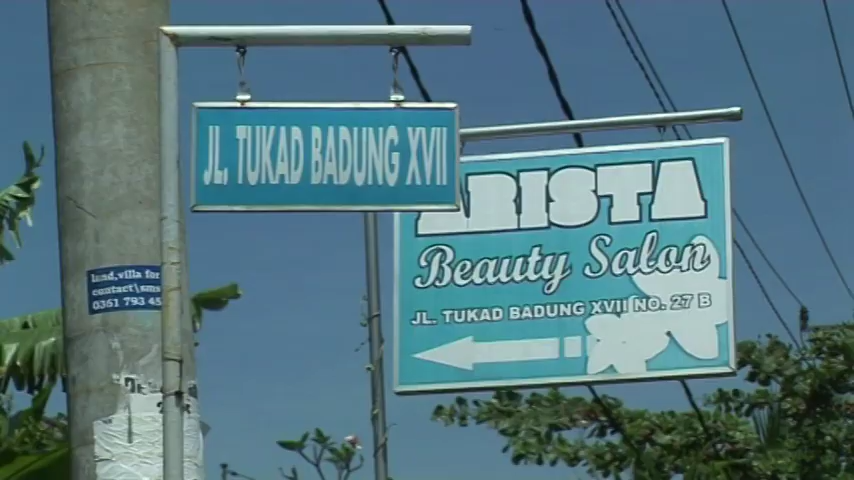 JL. TUKAD BADUNG XVII
ARISTA
Beauty Salon
JL. TUKAD BADUNG XVII NO. 27 B
land,villa for
contact\sms
0361 793 45